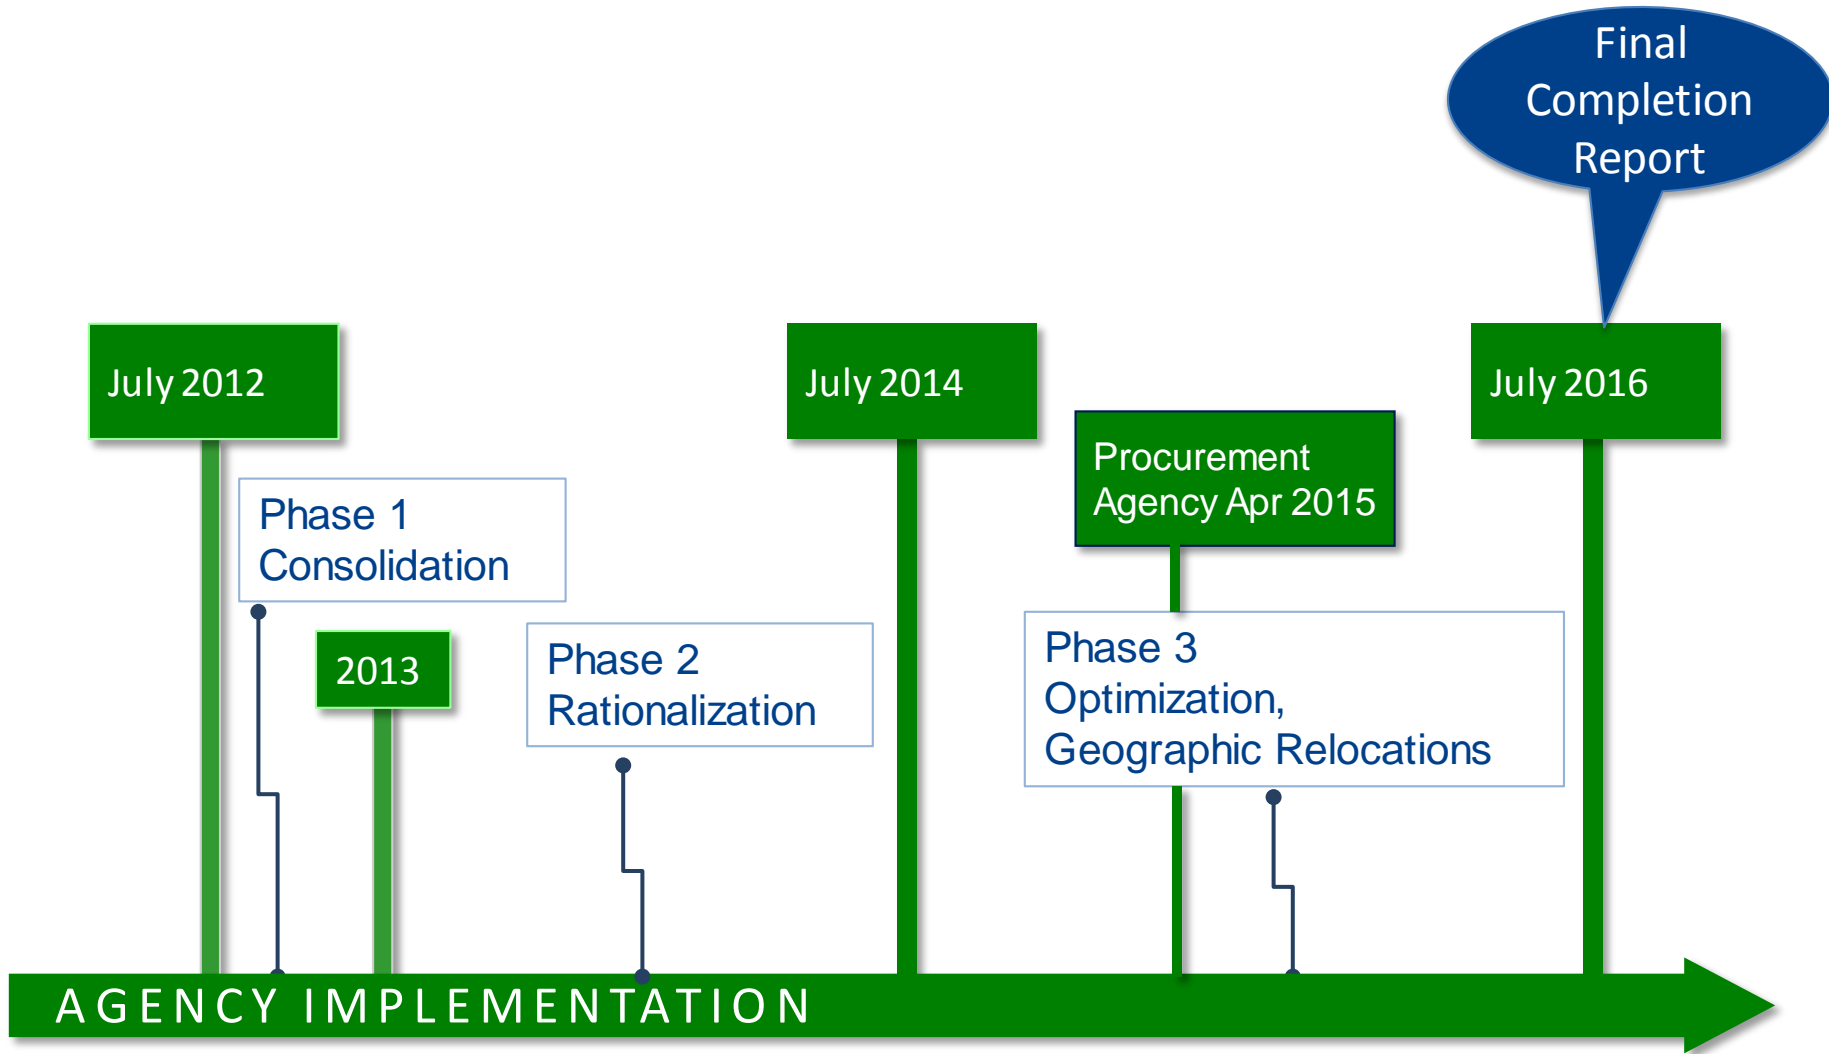 Final
Completion
Report
July 2012
July 2014
July 2016
Procurement
Agency Apr 2015
Phase 1
Consolidation
2013
Phase 2
Rationalization
Phase 3
Optimization,
Geographic Relocations
AGENCY IMPLEMENTATION